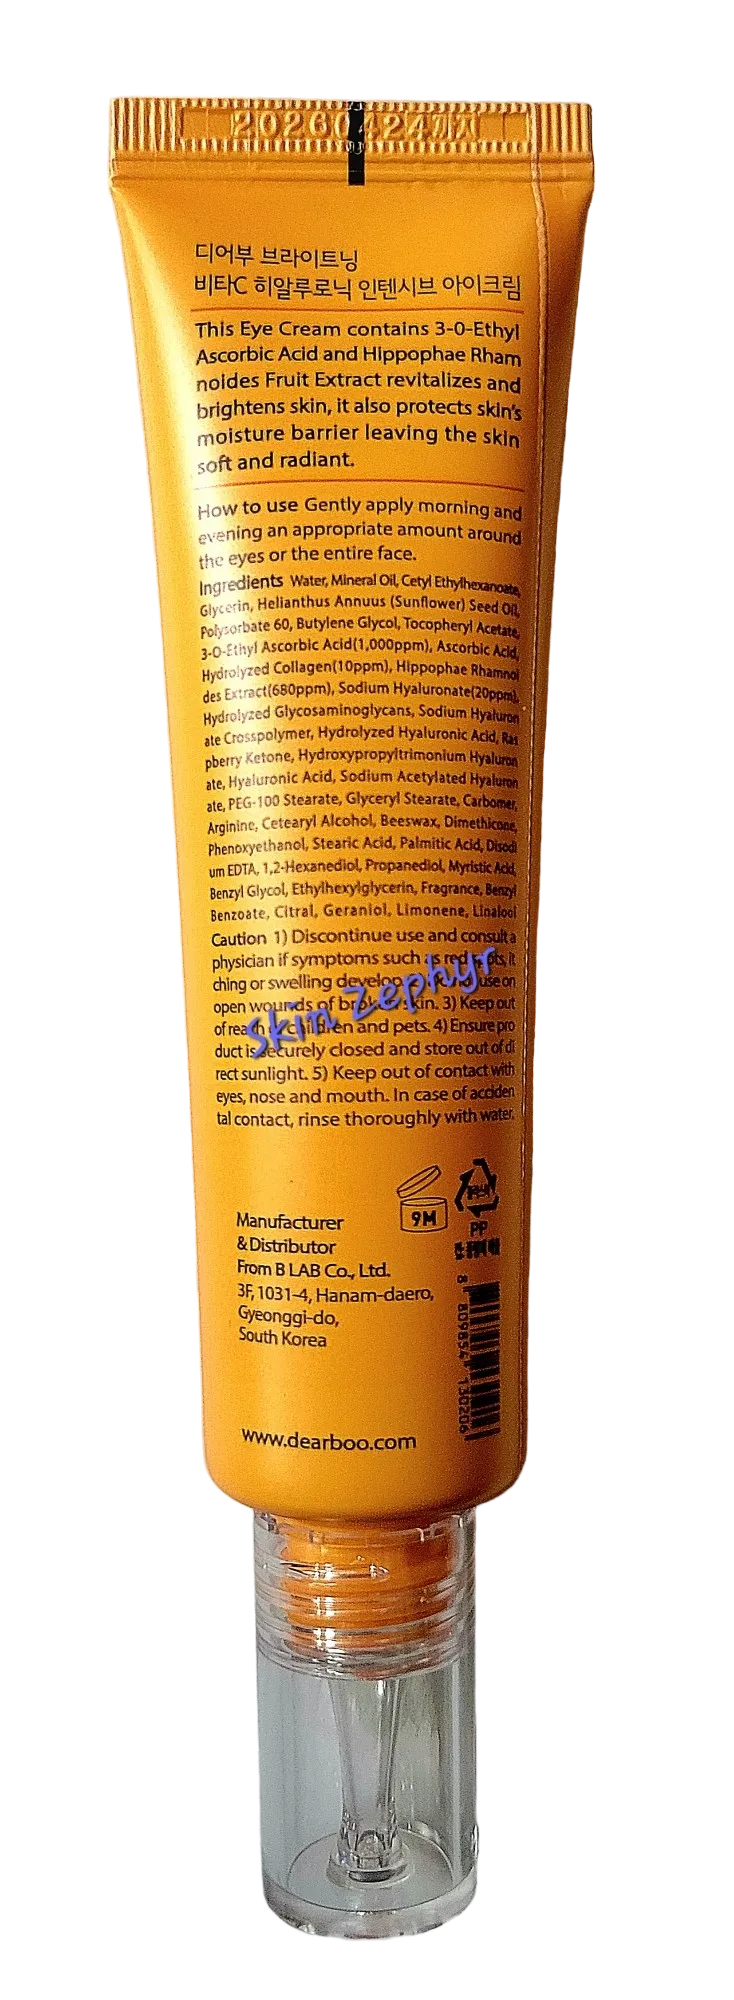 20260424까지
디어부 브라이트닝
비타C 히알루로닉 인텐시브 아이크림
This Eye Cream contains 3-0-Ethyl
Ascorbic Acid and Hippophae Rham
noides Fruit Extract revitalizes and
brightens skin, it also protects skin's
moisture barrier leaving the skin
soft and radiant.
How to use Gently apply morning and
evening an appropriate amount around
the eyes or the entire face.
Ingredients Water, Mineral Oil, Cetyl Ethylhexanoate,
Glycerin, Helianthus Annuus (Sunflower) Seed Oil,
Polysorbate 60, Butylene Glycol, Tocopheryl Acetate,
3-O-Ethyl Ascorbic Acid(1,000ppm), Ascorbic Acid,
Hydrolyzed Collagen(10ppm), Hippophae Rhamnoi
des Extract(680ppm), Sodium Hyaluronate(20ppm),
Hydrolyzed Glycosaminoglycans, Sodium Hyaluron
ate Crosspolymer, Hydrolyzed Hyaluronic Acid, Ras
pberry Ketone, Hydroxypropyltrimonium Hyaluron
ate, Hyaluronic Acid, Sodium Acetylated Hyaluron
ate, PEG-100 Stearate, Glyceryl Stearate, Carbomer,
Arginine, Cetearyl Alcohol, Beeswax, Dimethicone,
Phenoxyethanol, Stearic Acid, Palmitic Acid, Disodi
um EDTA, 1,2-Hexanediol, Propanediol, Myristic Acid,
Benzyl Glycol, Ethylhexylglycerin, Fragrance, Benzyl
Benzoate, Citral, Geraniol, Limonene, Linalool
Caution 1) Discontinue use and consult a
physician if symptoms such as red spots, it
ching or swelling develop. use on
open wounds of broken skin. 3) Keep out
of reach of children and pets. 4) Ensure pro
duct is securely closed and store out of di
rect sunlight. 5) Keep out of contact with
eyes, nose and mouth. In case of acciden
tal contact, rinse thoroughly with water.
Skin Zephyr
9M
PP
Manufacturer
& Distributor
From B LAB Co., Ltd.
3F, 1031-4, Hanam-daero,
Gyeonggi-do,
South Korea
8 809854 130206
www.dearboo.com